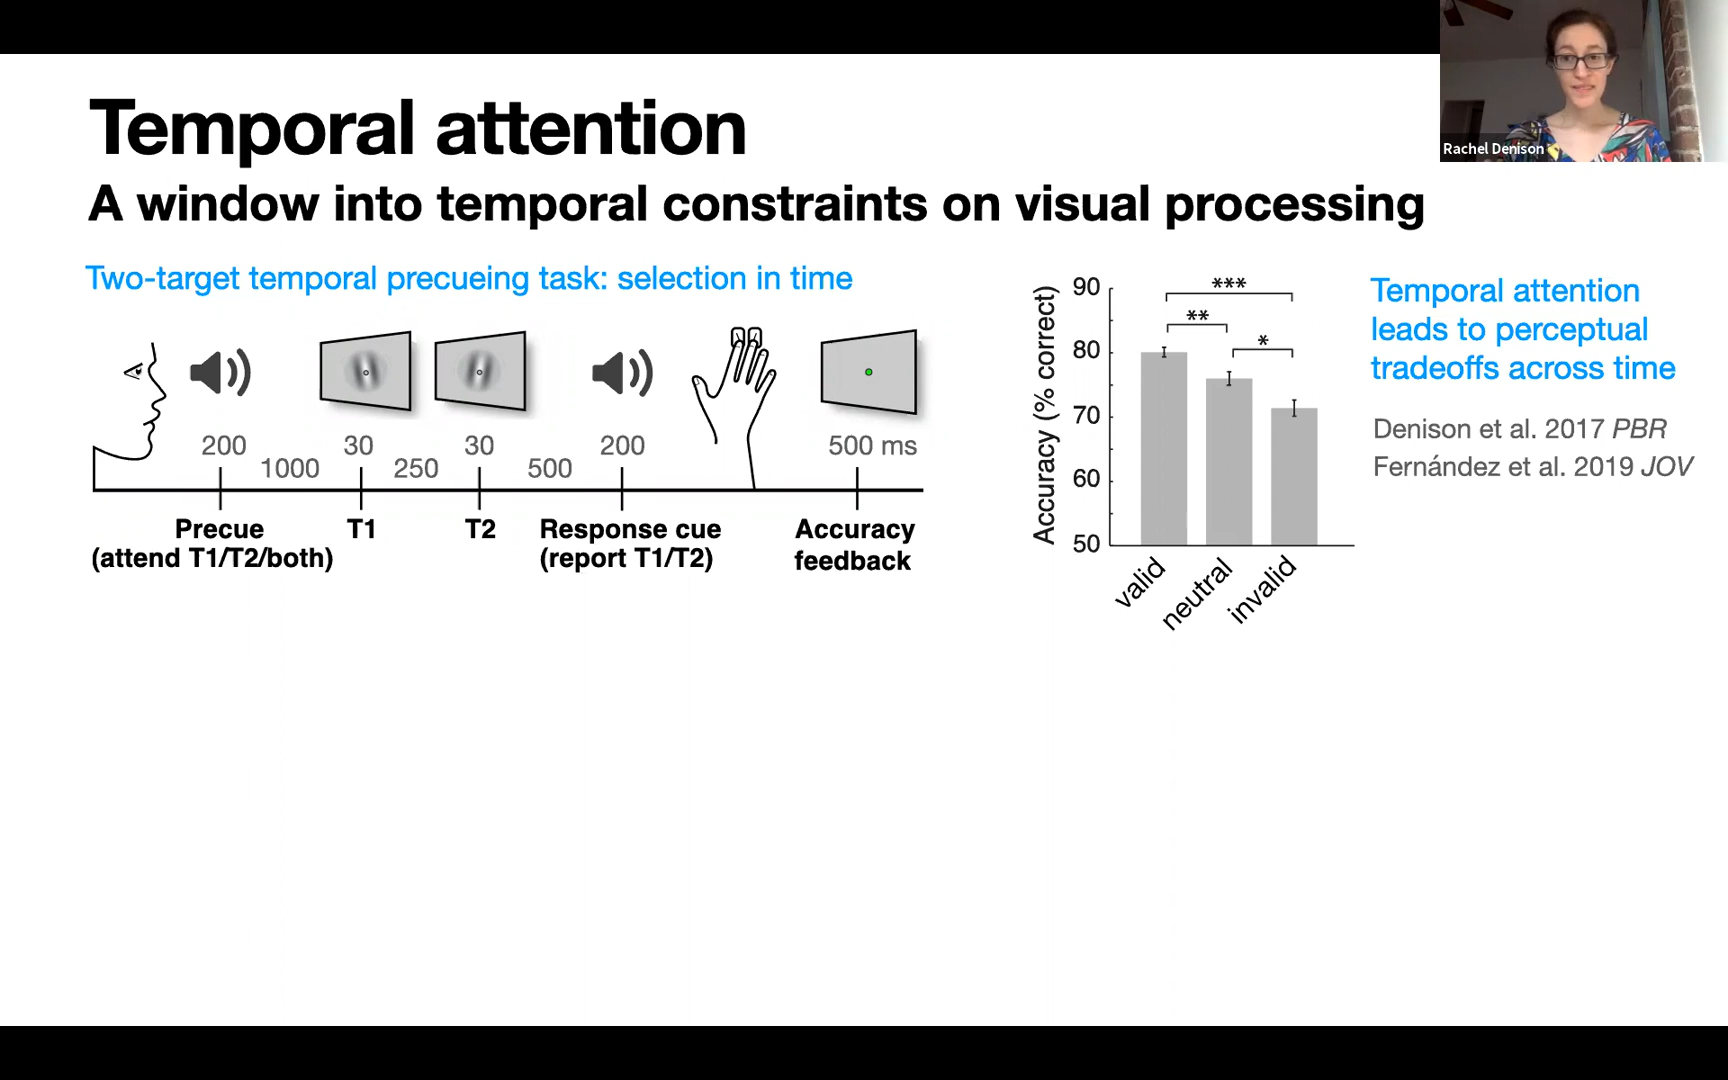 Rachel Denison
Temporal attention
A window into temporal constraints on visual processing
Two-target temporal precueing task: selection in time
200
1000
30
250
30
500
200
500 ms
Precue
(attend T1/T2/both)
T1
T2
Response cue
(report T1/T2)
Accuracy
feedback
Accuracy (% correct)
90
80
70
60
50
***
**
*
valid
neutral
invalid
Temporal attention
leads to perceptual
tradeoffs across time
Denison et al. 2017 PBR
Fernández et al. 2019 JOV